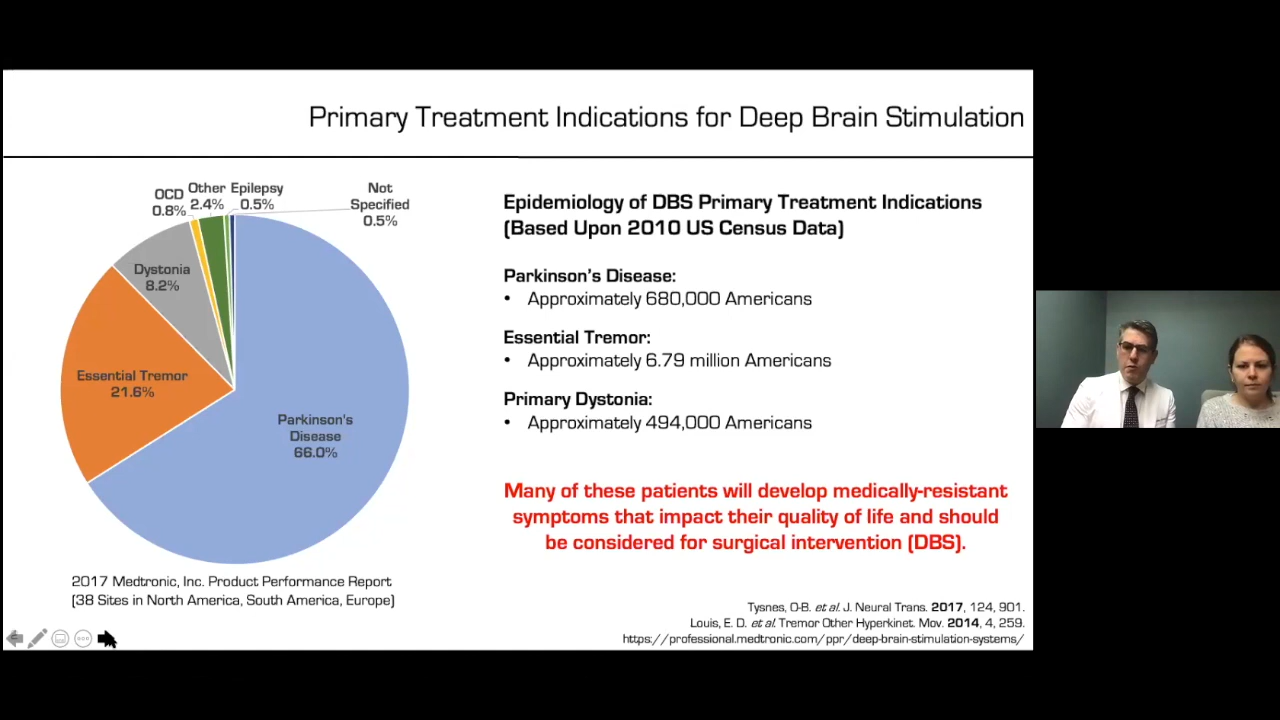 Primary Treatment Indications for Deep Brain Stimulation
OCD
0.8%
Other
2.4%
Epilepsy
0.5%
Not
Specified
0.5%
Dystonia
8.2%
Essential Tremor
21.6%
Parkinson's
Disease
66.0%
2017 Medtronic, Inc. Product Performance Report
(38 Sites in North America, South America, Europe)
Epidemiology of DBS Primary Treatment Indications
(Based Upon 2010 US Census Data)
Parkinson's Disease:
• Approximately 680,000 Americans
Essential Tremor:
• Approximately 6.79 million Americans
Primary Dystonia:
• Approximately 494,000 Americans
Many of these patients will develop medically-resistant
symptoms that impact their quality of life and should
be considered for surgical intervention (DBS).
Tysnes, O-B. et al. J. Neural Trans. 2017, 124, 901.
Louis, E. D. et al. Tremor Other Hyperkinet. Mov. 2014, 4, 259.
https://professional.medtronic.com/ppr/deep-brain-stimulation-systems/